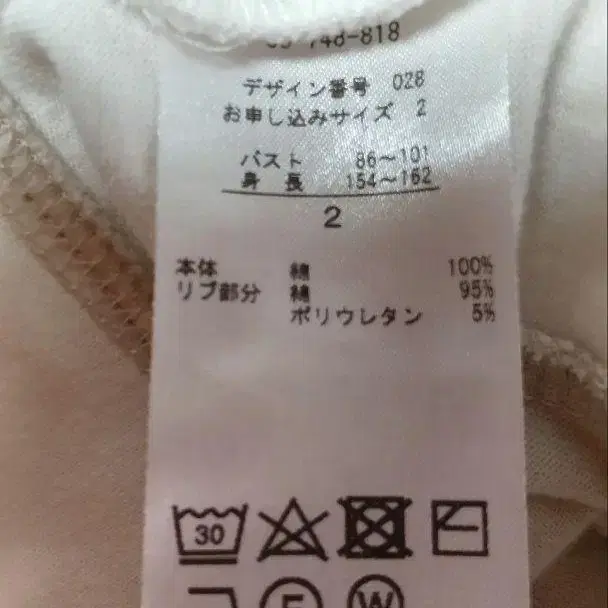 デザイン番号 028
お申し込みサイズ 2
バスト 86〜101
身長 154〜162
2
本体 綿 100%
リブ部分 綿 95%
ポリウレタン 5%
30